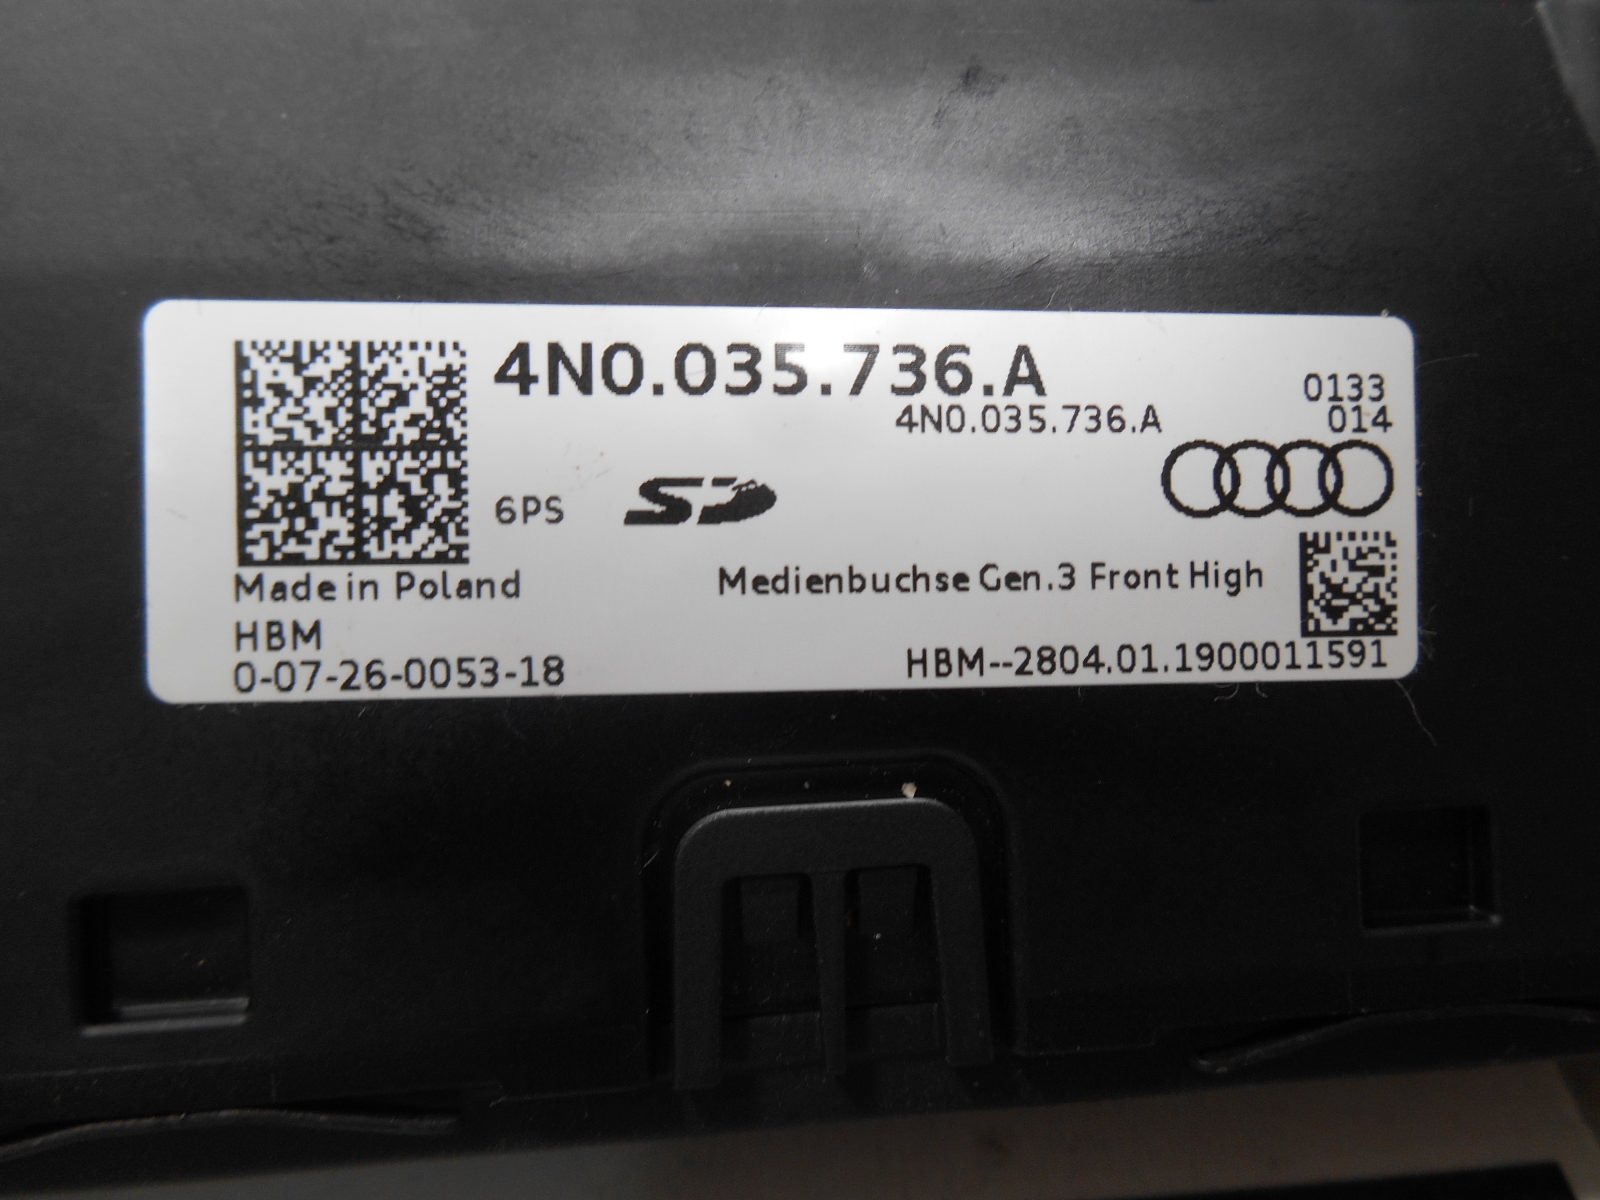 4N0.035.736.A
4N0.035.736.A
0133
014
6PS
SD
Made in Poland
Medienbuchse Gen.3 Front High
HBM
0-07-26-0053-18
HBM--2804.01.1900011591